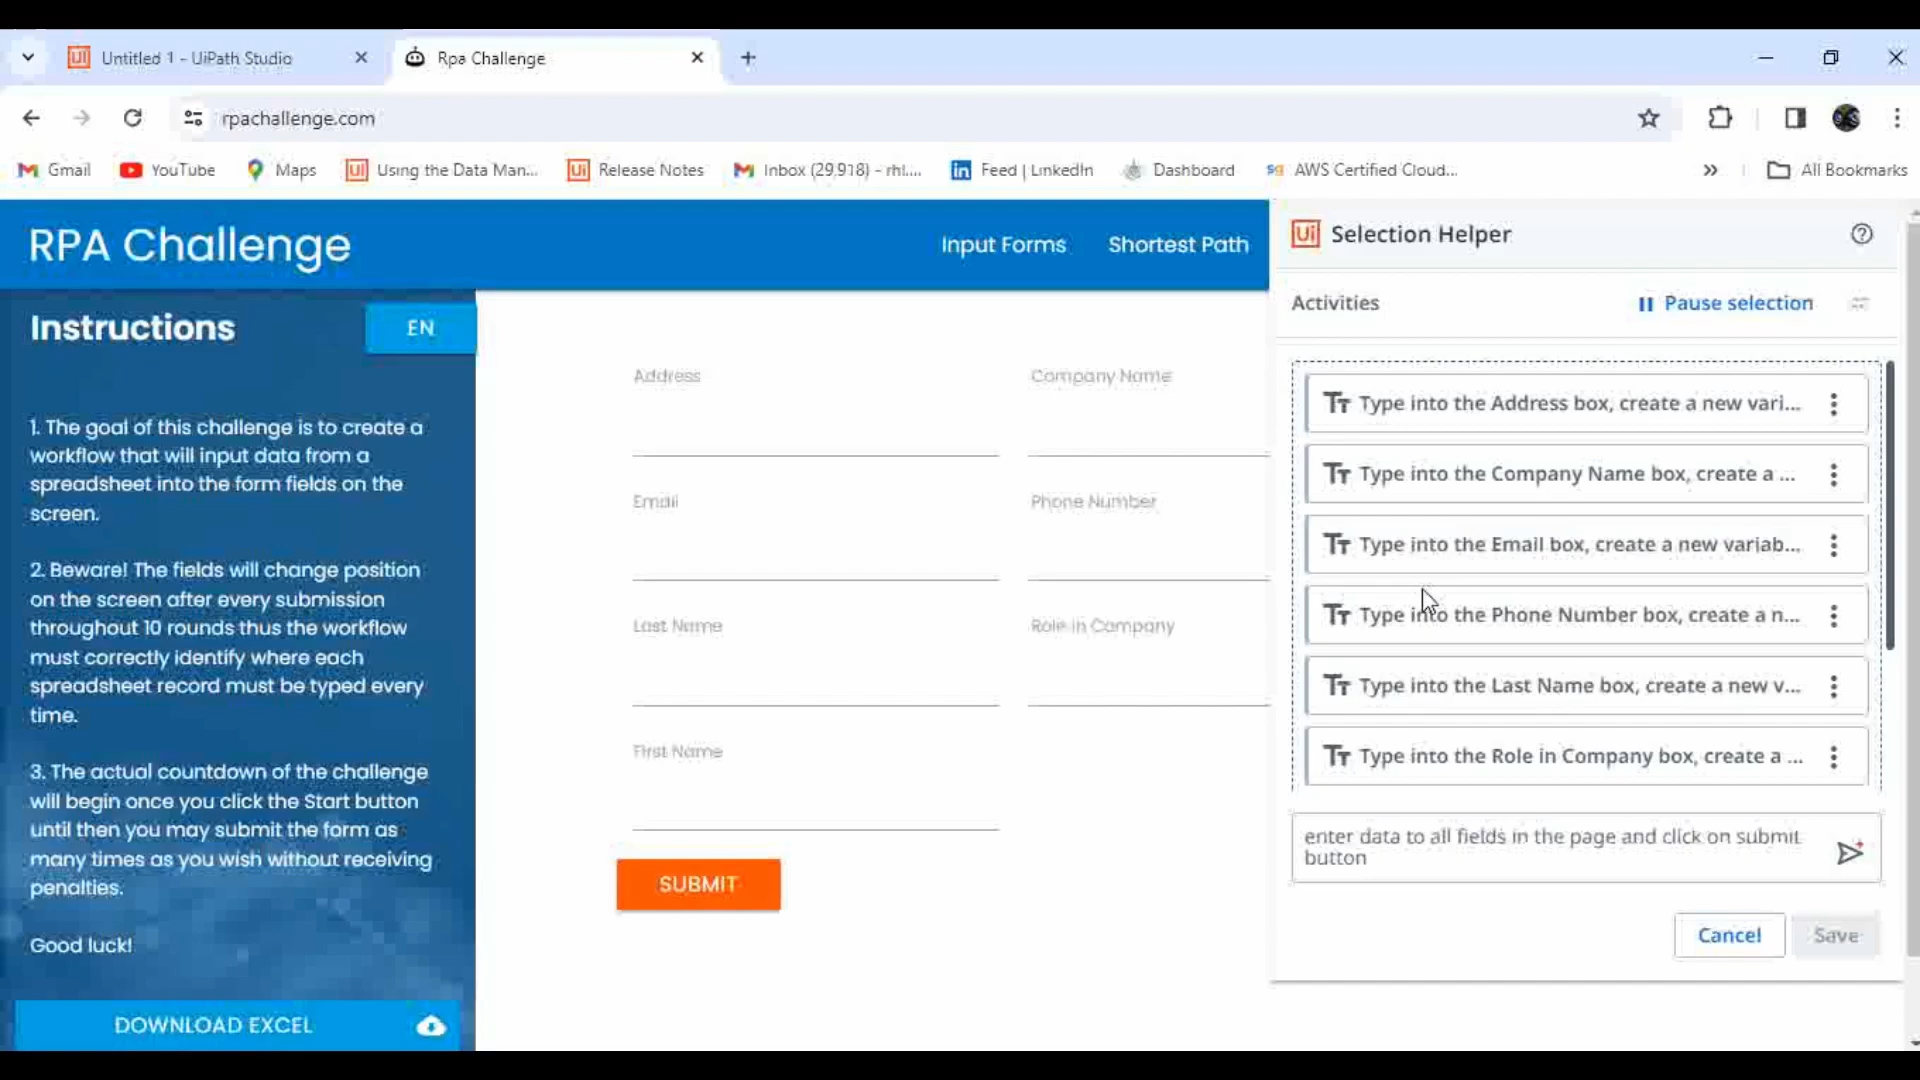 Untitled 1 - UiPath Studio
Rpa Challenge
rpachallenge.com
Gmail
YouTube
Maps
Ui
Using the Data Man...
Ui
Release Notes
Inbox (29,918) - rhl....
in
Feed | LinkedIn
Dashboard
sg
AWS Certified Cloud...
All Bookmarks
RPA Challenge
Input Forms
Shortest Path
Instructions
EN
1. The goal of this challenge is to create a
workflow that will input data from a
spreadsheet into the form fields on the
screen.
2. Beware! The fields will change position
on the screen after every submission
throughout 10 rounds thus the workflow
must correctly identify where each
spreadsheet record must be typed every
time.
3. The actual countdown of the challenge
will begin once you click the Start button
until then you may submit the form as
many times as you wish without receiving
penalties.
Good luck!
DOWNLOAD EXCEL
Address
Company Name
Email
Phone Number
Last Name
Role in Company
First Name
SUBMIT
Ui
Selection Helper
Activities
Pause selection
Type into the Address box, create a new vari...
Type into the Company Name box, create a ...
Type into the Email box, create a new variab...
Type into the Phone Number box, create a n...
Type into the Last Name box, create a new v...
Type into the Role in Company box, create a ...
enter data to all fields in the page and click on submit
button
Cancel
Save